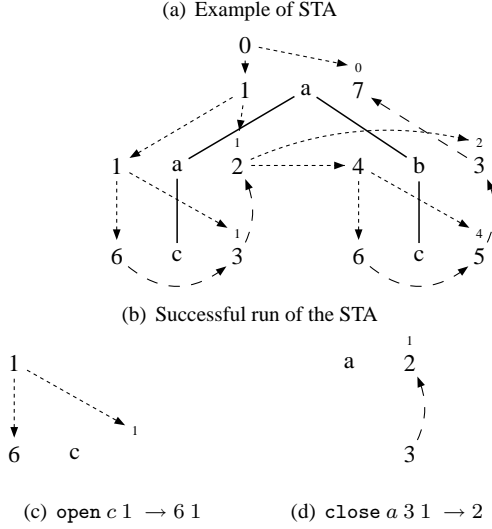 (a) Example of STA
0
0
1 a 7
1 2
1 a 2 4 b 3
1 4
6 c 3 6 c 5
(b) Successful run of the STA
1 a 1 2
1
6 c 3
(c) open c 1 → 6 1 (d) close a 3 1 → 2